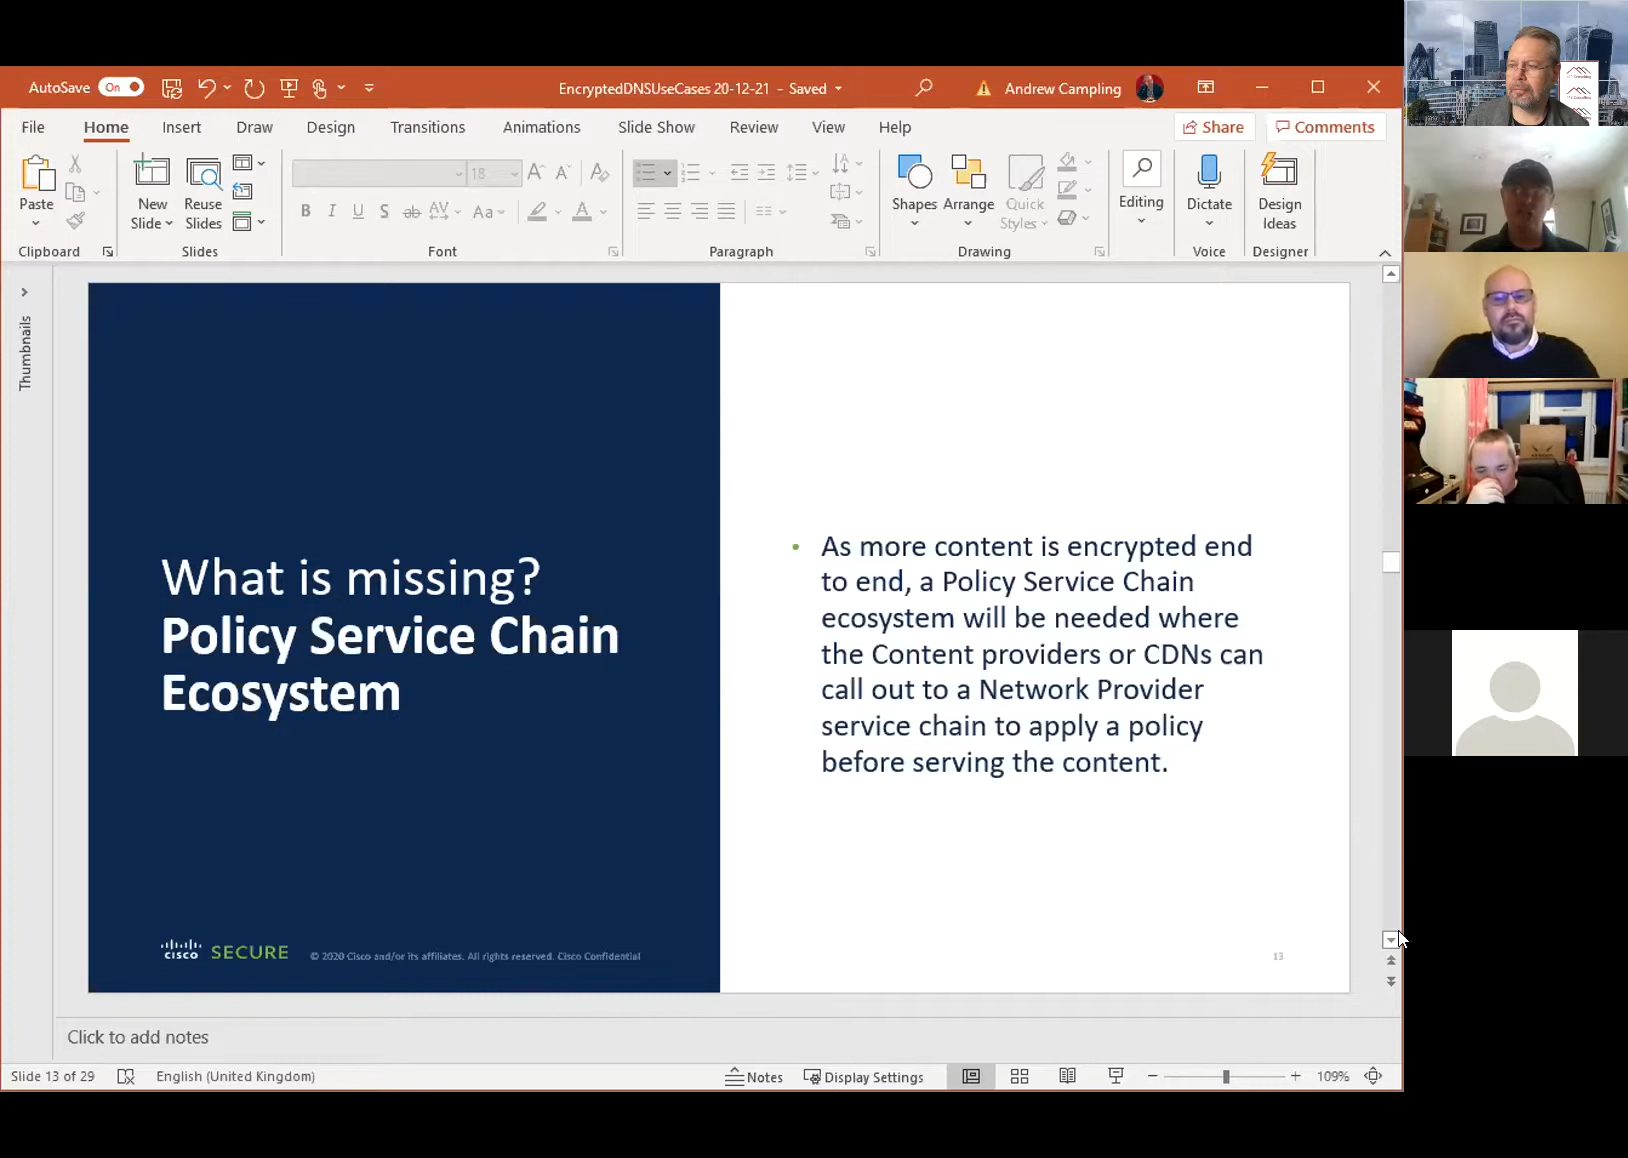 AutoSave On
EncryptedDNSUseCases 20-12-21 - Saved
Andrew Campling
File Home Insert Draw Design Transitions Animations Slide Show Review View Help
Share Comments
Paste
New
Slide
Reuse
Slides
18
B I U S ab AV Aa A
Shapes Arrange Quick
Styles
Editing
Dictate
Design
Ideas
Clipboard Slides Font Paragraph Drawing Voice Designer
Thumbnails
What is missing?
Policy Service Chain
Ecosystem
• As more content is encrypted end
to end, a Policy Service Chain
ecosystem will be needed where
the Content providers or CDNs can
call out to a Network Provider
service chain to apply a policy
before serving the content.
cisco SECURE © 2020 Cisco and/or its affiliates. All rights reserved. Cisco Confidential
13
Click to add notes
Slide 13 of 29 English (United Kingdom) Notes Display Settings 109%